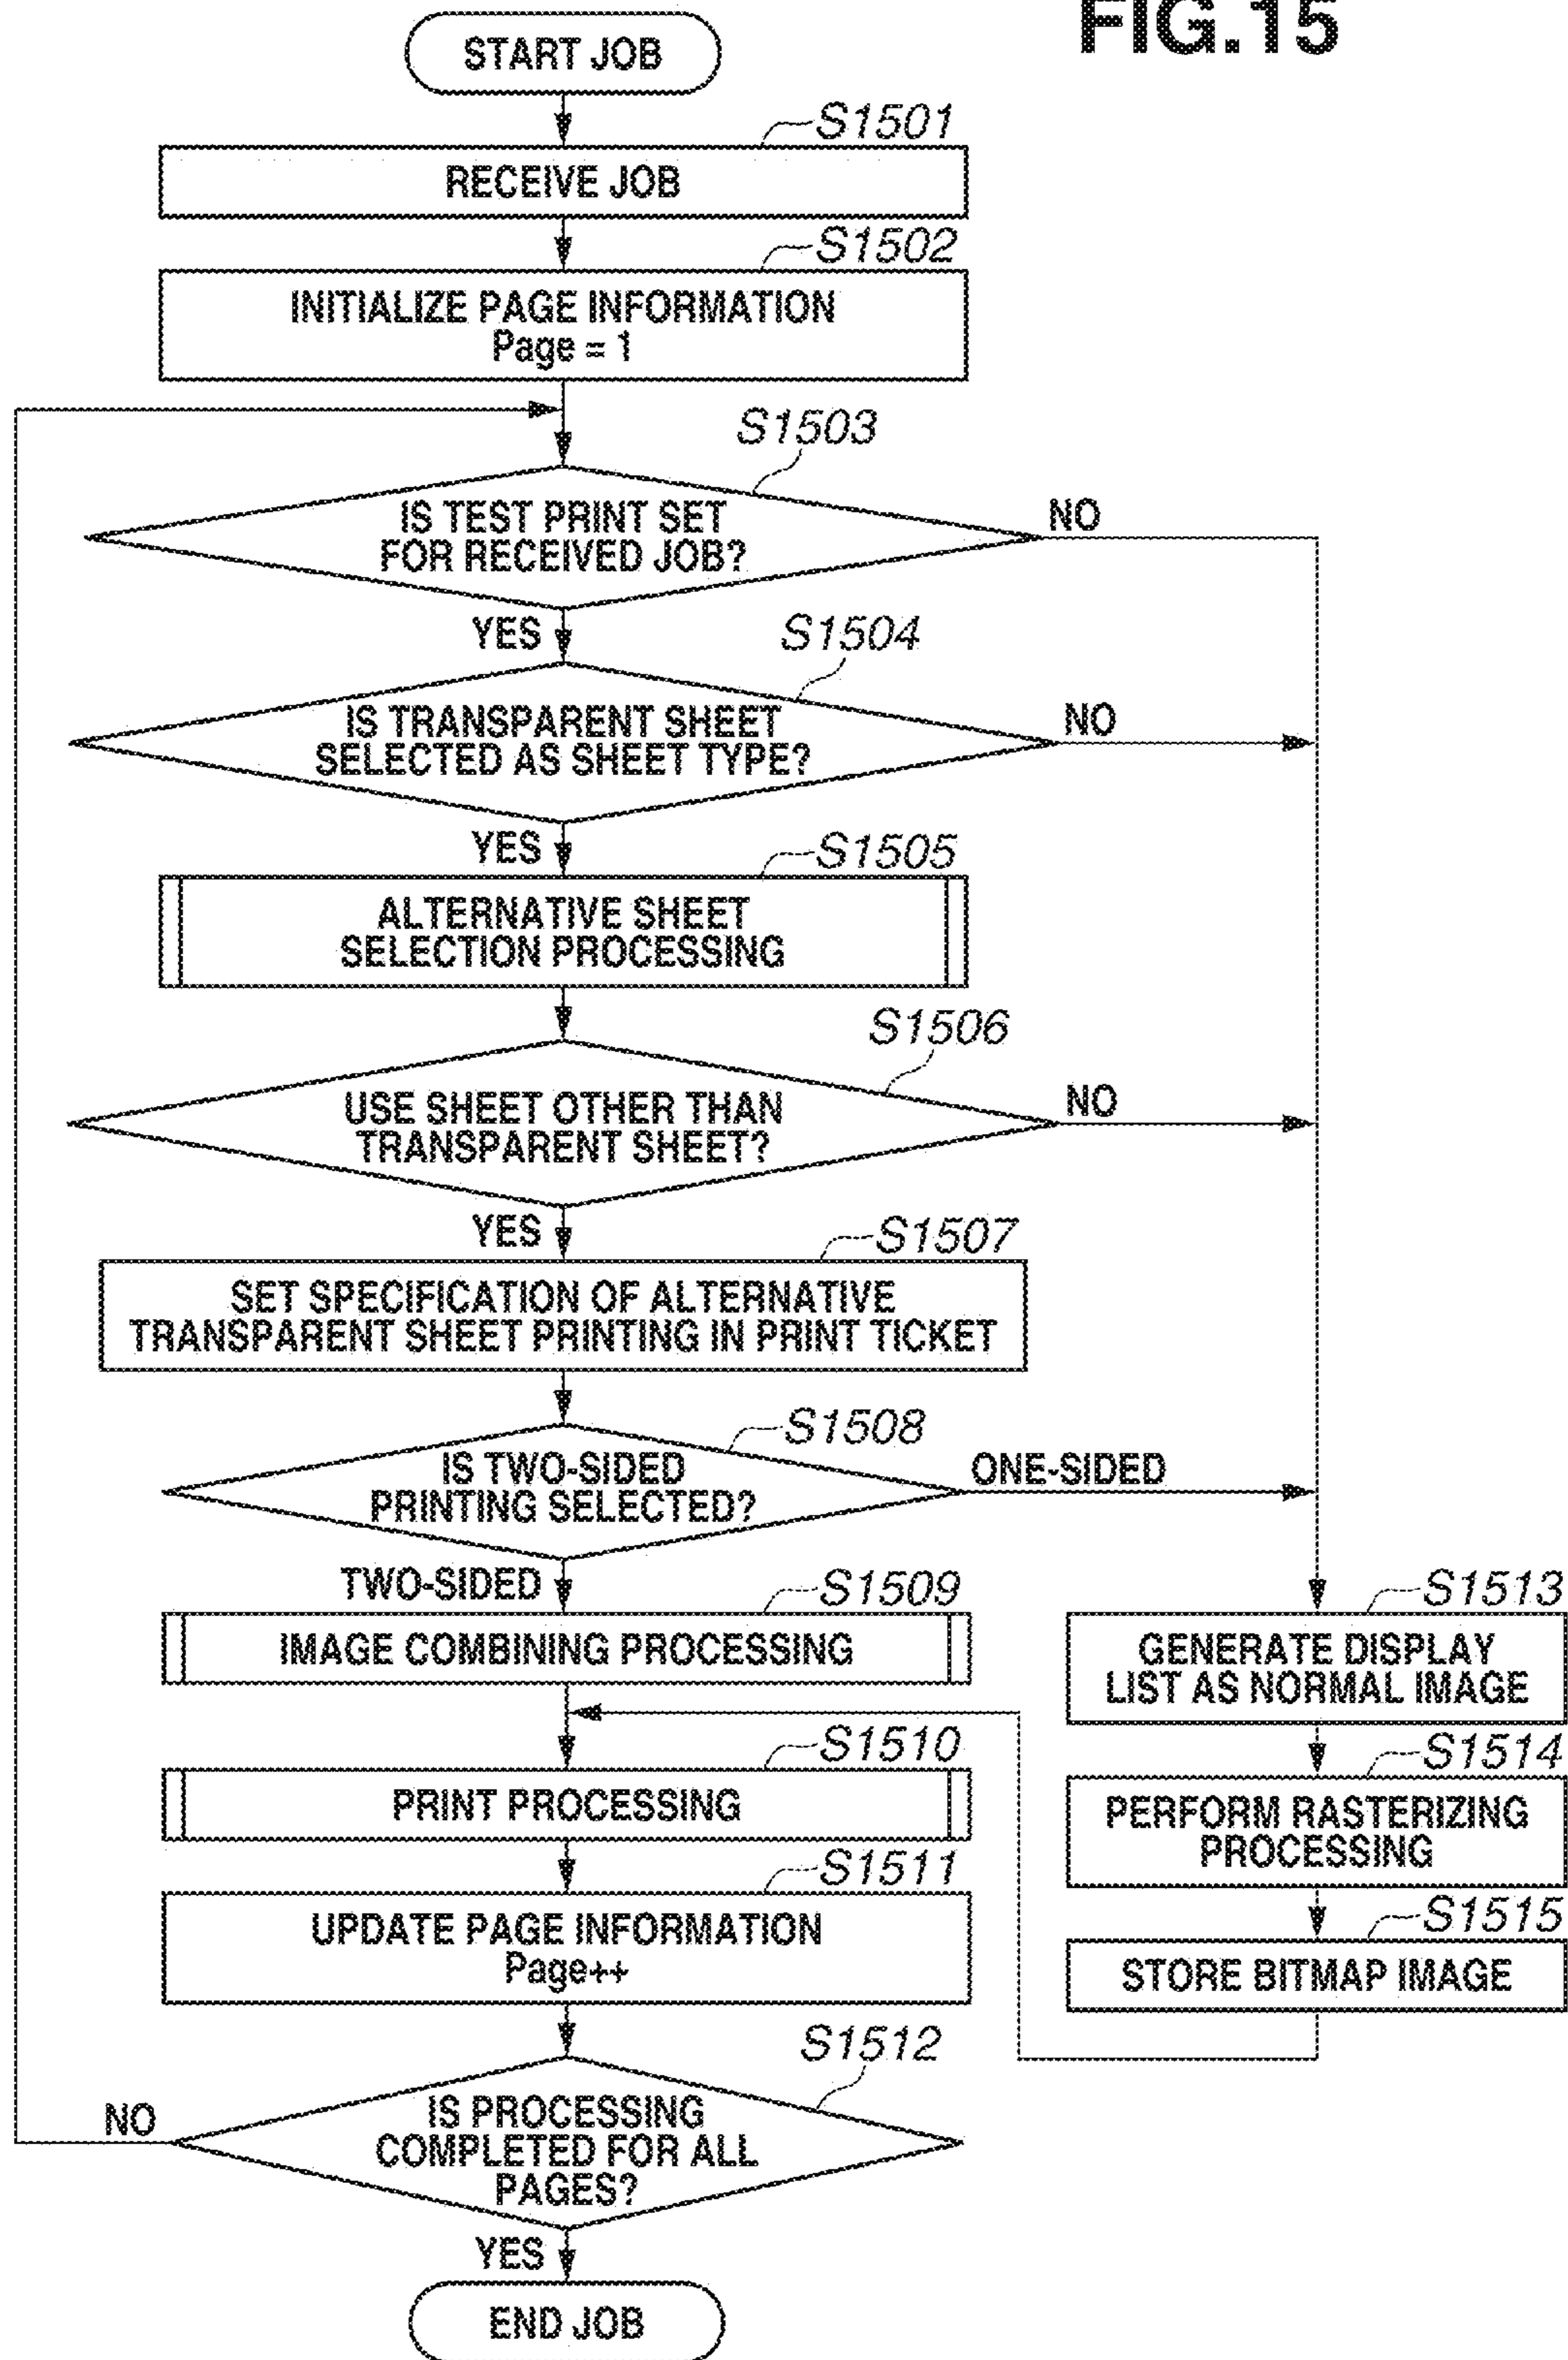 FIG.15
START JOB
S1501
RECEIVE JOB
S1502
INITIALIZE PAGE INFORMATION
Page = 1
S1503
IS TEST PRINT SET
FOR RECEIVED JOB?
NO
YES
S1504
IS TRANSPARENT SHEET
SELECTED AS SHEET TYPE?
NO
YES
S1505
ALTERNATIVE SHEET
SELECTION PROCESSING
S1506
USE SHEET OTHER THAN
TRANSPARENT SHEET?
NO
YES
S1507
SET SPECIFICATION OF ALTERNATIVE
TRANSPARENT SHEET PRINTING IN PRINT TICKET
S1508
IS TWO-SIDED
PRINTING SELECTED?
ONE-SIDED
TWO-SIDED
S1509
IMAGE COMBINING PROCESSING
S1510
PRINT PROCESSING
S1511
UPDATE PAGE INFORMATION
Page++
S1512
IS PROCESSING
COMPLETED FOR ALL
PAGES?
NO
YES
END JOB
S1513
GENERATE DISPLAY
LIST AS NORMAL IMAGE
S1514
PERFORM RASTERIZING
PROCESSING
S1515
STORE BITMAP IMAGE